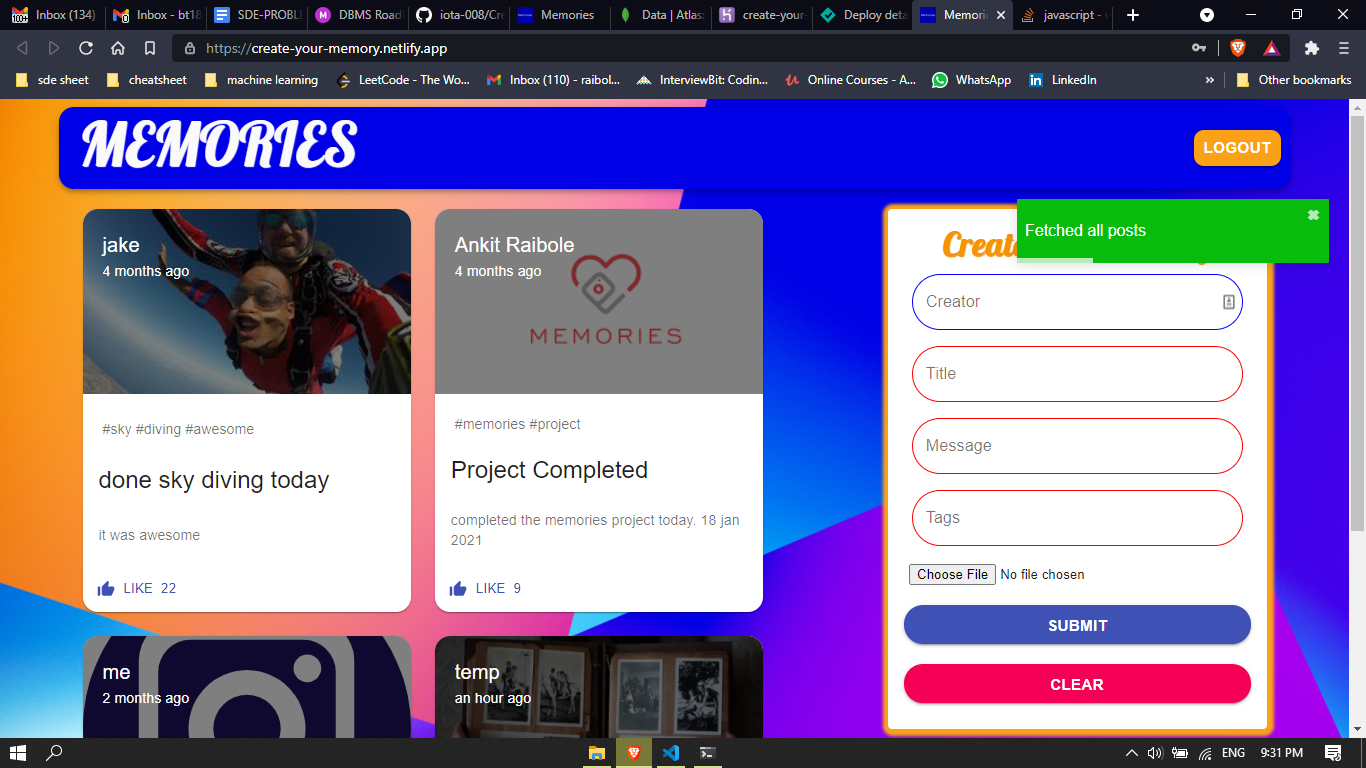 Inbox (134)
Inbox - bt18
SDE-PROBL
DBMS Road
iota-008/Cre
Memories
Data | Atlas:
create-your-
Deploy deta
Memori
javascript -
https://create-your-memory.netlify.app
sde sheet
cheatsheet
machine learning
LeetCode - The Wo...
Inbox (110) - raibol...
InterviewBit: Codin...
Online Courses - A...
WhatsApp
LinkedIn
»
Other bookmarks
MEMORIES
LOGOUT
Fetched all posts
jake
4 months ago
#sky #diving #awesome
done sky diving today
it was awesome
LIKE 22
Ankit Raibole
4 months ago
MEMORIES
#memories #project
Project Completed
completed the memories project today. 18 jan
2021
LIKE 9
me
2 months ago
temp
an hour ago
Creator
Title
Message
Tags
Choose File No file chosen
SUBMIT
CLEAR
ENG
9:31 PM